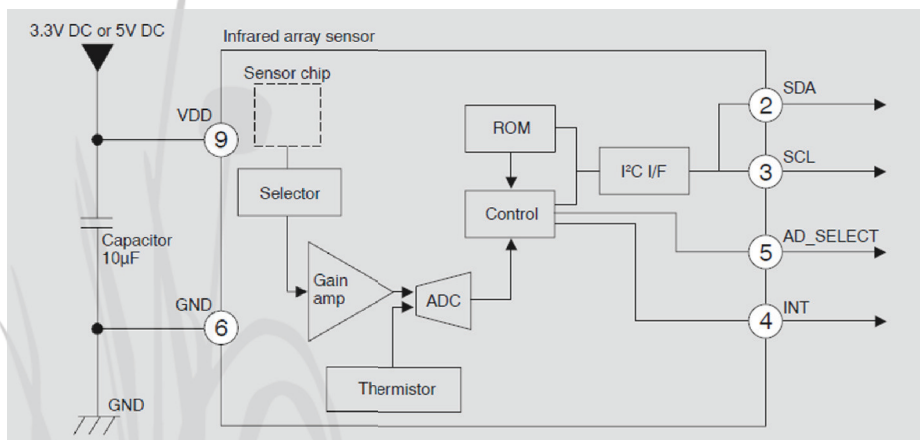 3.3V DC or 5V DC
Infrared array sensor
Sensor chip
VDD
9
Selector
Capacitor
10µF
Gain
amp
ADC
GND
6
Thermistor
GND
ROM
Control
I²C I/F
SDA
2
SCL
3
AD_SELECT
5
INT
4